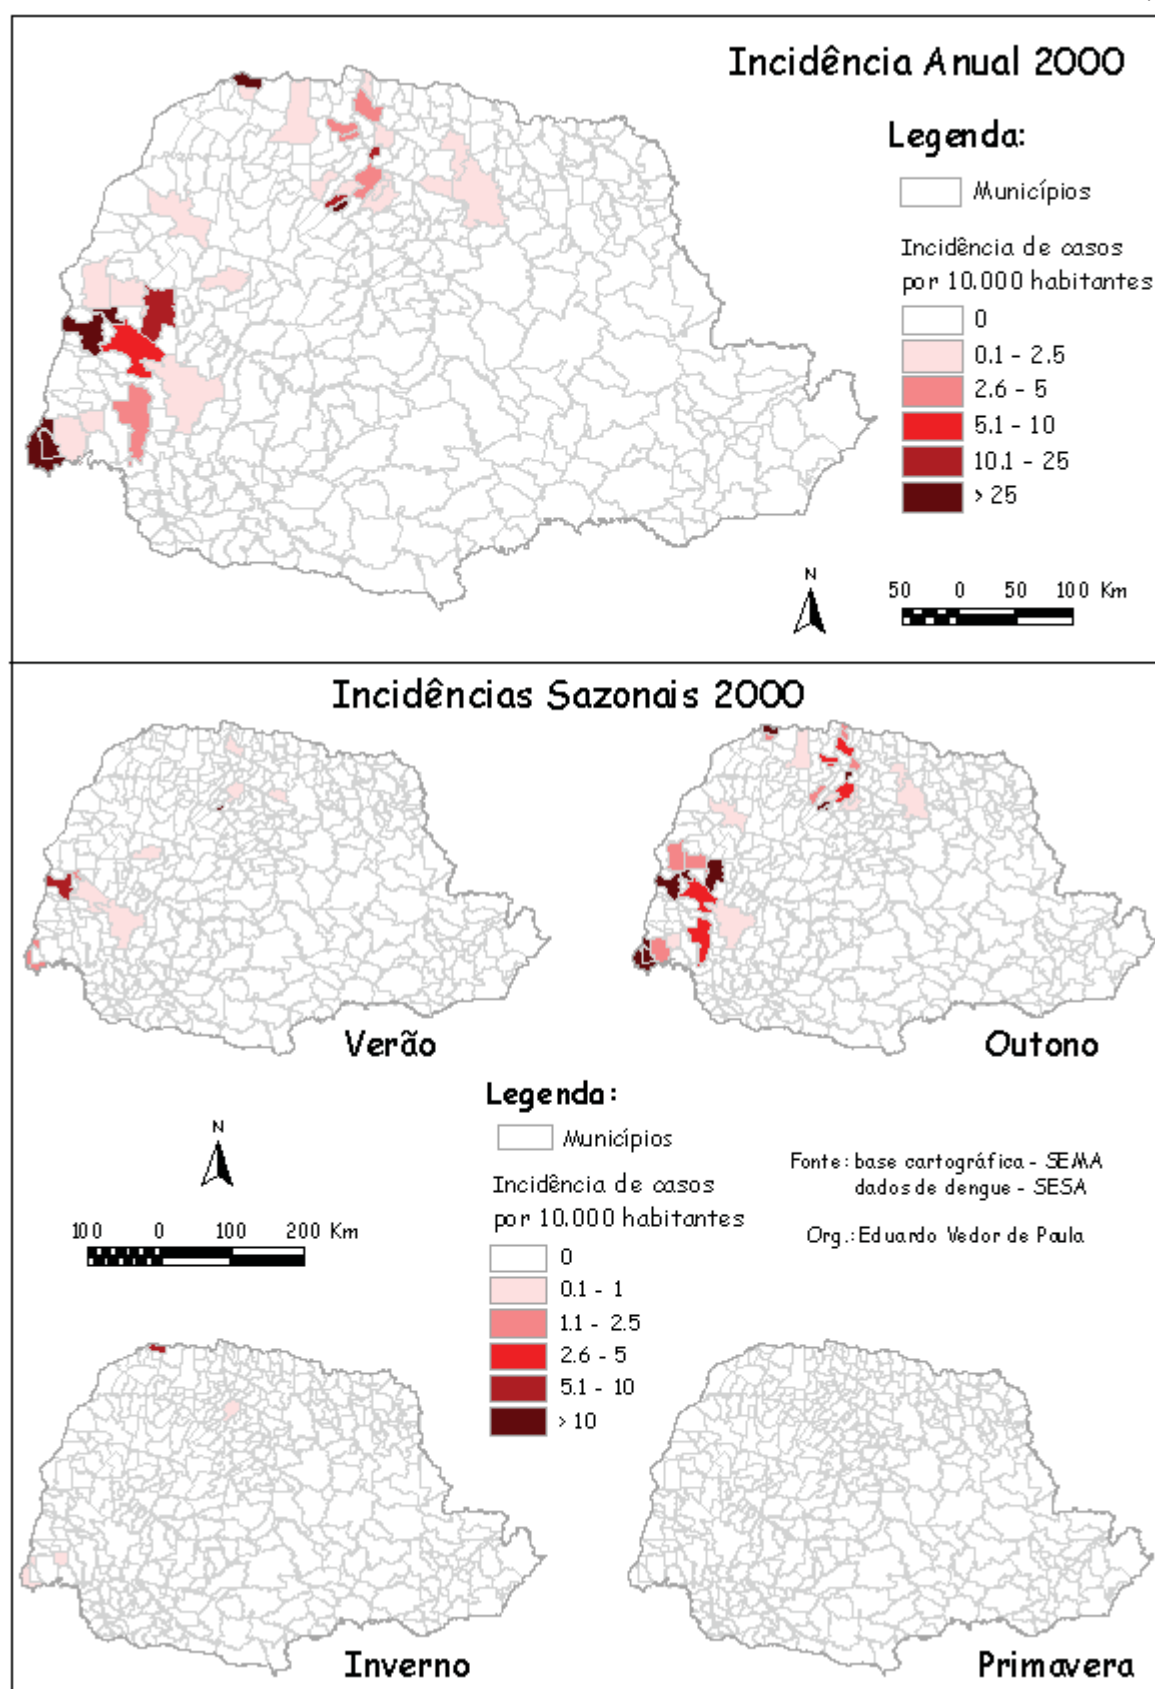 Incidência Anual 2000
Legenda:
Municípios
Incidência de casos
por 10.000 habitantes
0
0.1 - 2.5
2.6 - 5
5.1 - 10
10.1 - 25
> 25
N
50 0 50 100 Km
Incidências Sazonais 2000
Verão
Outono
Legenda:
Municípios
Incidência de casos
por 10.000 habitantes
0
0.1 - 1
1.1 - 2.5
2.6 - 5
5.1 - 10
> 10
N
100 0 100 200 Km
Fonte: base cartográfica - SEMA
dados de dengue - SESA
Org.: Eduardo Vedor de Paula
Inverno
Primavera